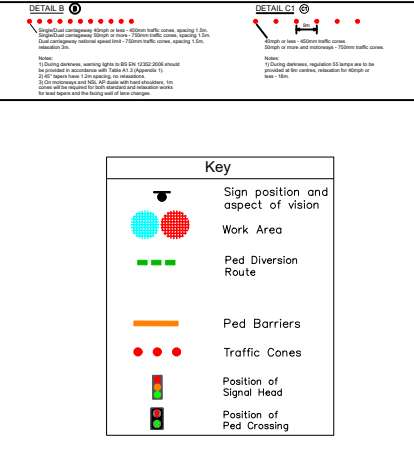 DETAIL B B
Single/Dual carriageway 40mph or less - 450mm traffic cones, spacing 1.5m.
Single/Dual carriageway 50mph or more - 750mm traffic cones, spacing 1.5m.
Dual carriageway national speed limit - 750mm traffic cones, spacing 1.5m,
relaxation 3m.
Notes:
1) During darkness, warning lights to BS EN 12352:2006 should
be provided in accordance with Table A1.3 (Appendix 1).
2) 45° tapers have 1.2m spacing, no relaxations.
3) On motorways and NSL AP duals with hard shoulders, 1m
cones will be required for both standard and relaxation works
for lead tapers and the facing wall of lane changes.
DETAIL C1 C1
9m
40mph or less - 450mm traffic cones.
50mph or more and motorways - 750mm traffic cones.
Notes:
1) During darkness, regulation 55 lamps are to be
placed at 9m centres, relaxation for 40mph or
less - 18m.
Key
Sign position and
aspect of vision
Work Area
Ped Diversion
Route
Ped Barriers
Traffic Cones
Position of
Signal Head
Position of
Ped Crossing